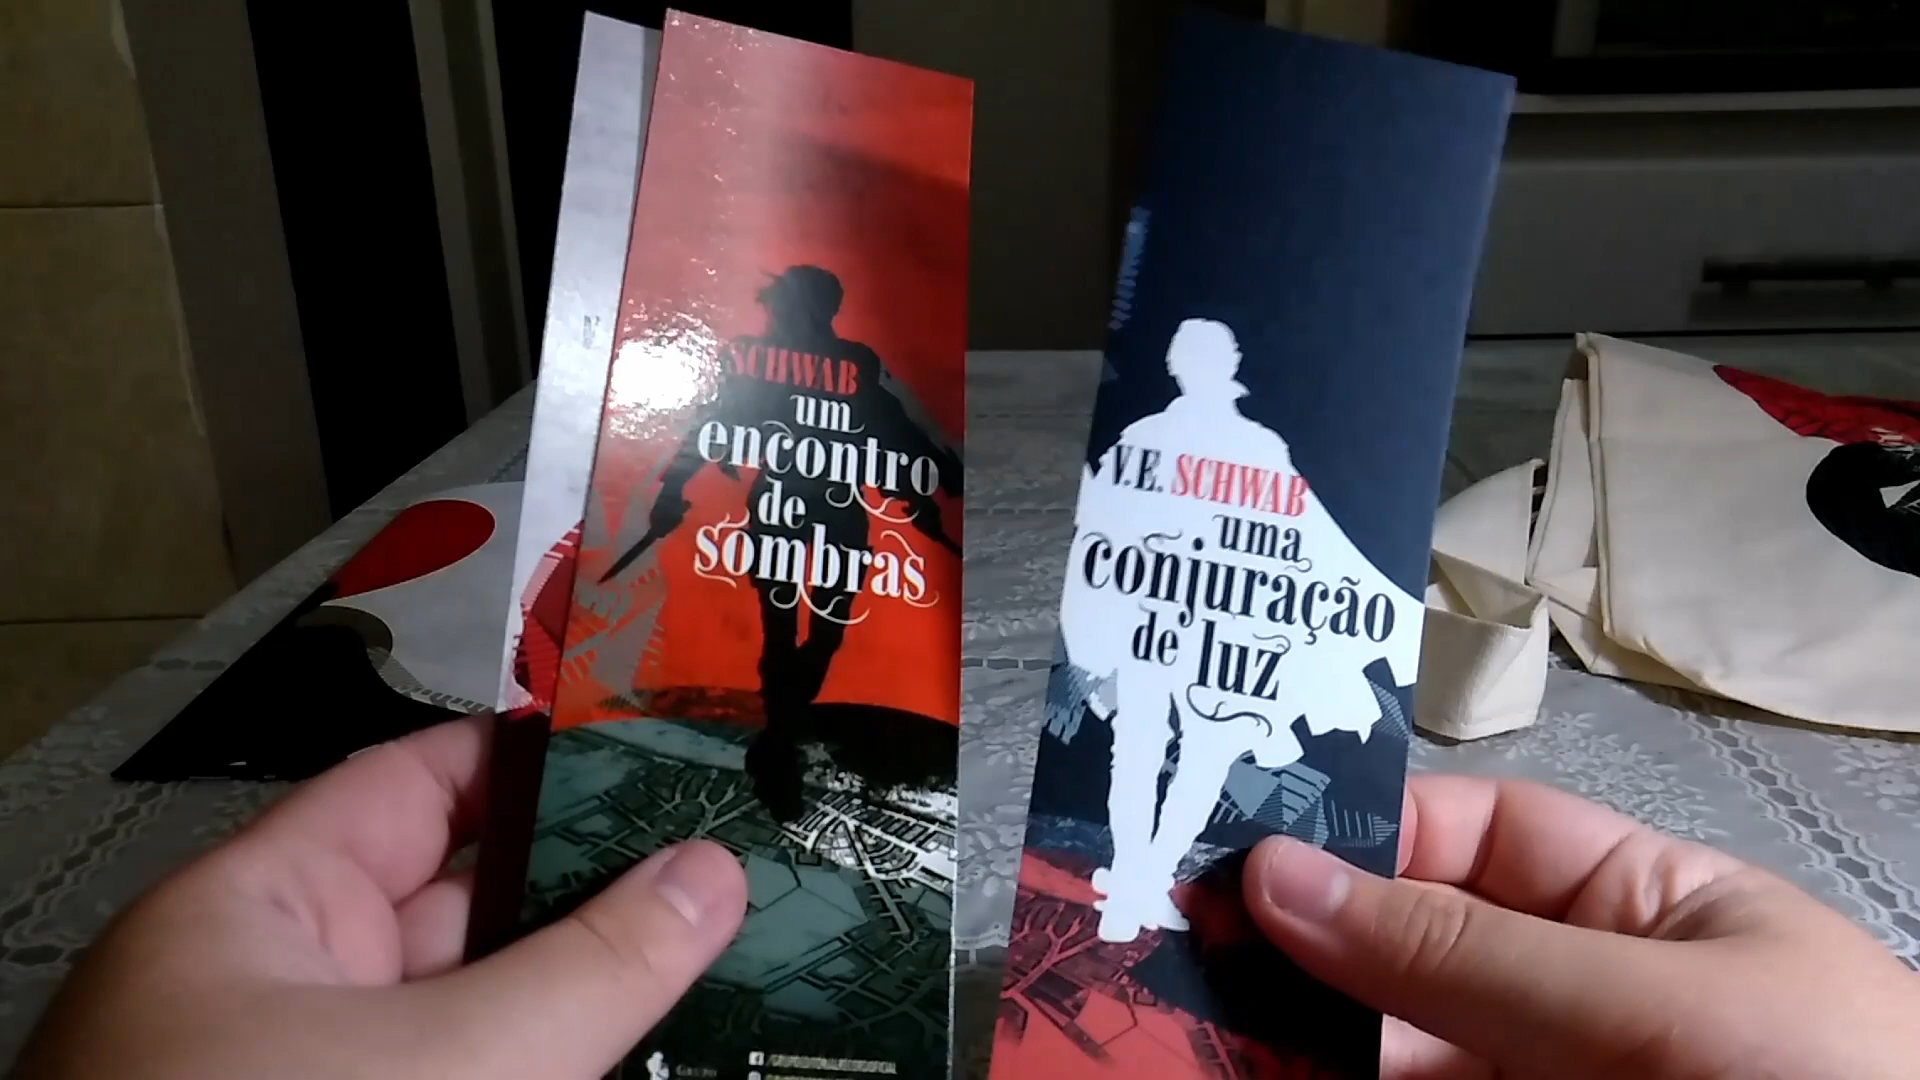 SCHWAB
um
encontro
de
sombras
V.E. SCHWAB
uma
conjuração
de luz